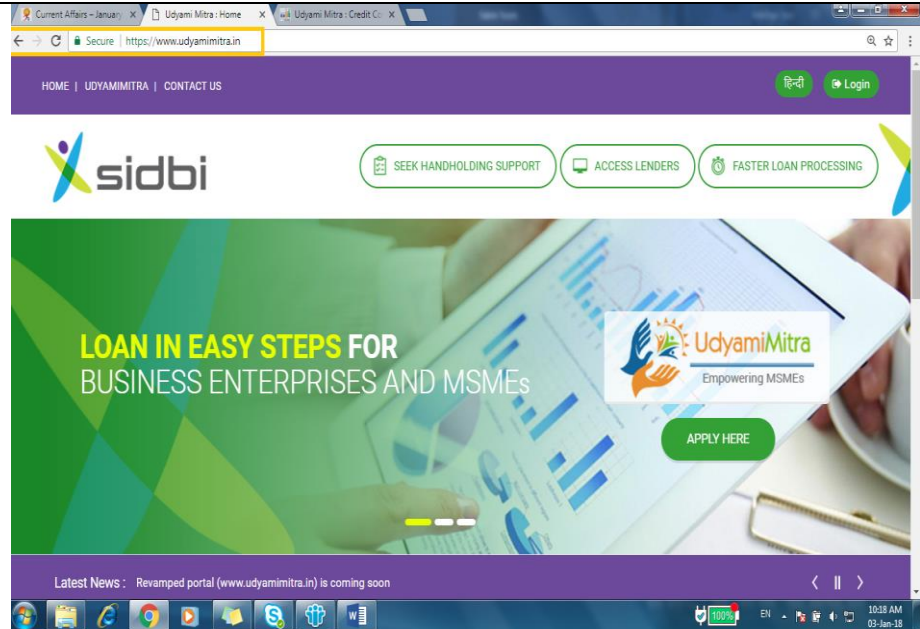 Current Affairs – January
Udyami Mitra : Home
Udyami Mitra : Credit Co
Secure | https://www.udyamimitra.in
HOME | UDYAMIMITRA | CONTACT US
हिन्दी
Login
sidbi
SEEK HANDHOLDING SUPPORT
ACCESS LENDERS
FASTER LOAN PROCESSING
LOAN IN EASY STEPS FOR
BUSINESS ENTERPRISES AND MSMEs
UdyamiMitra
Empowering MSMEs
APPLY HERE
Latest News : Revamped portal (www.udyamimitra.in) is coming soon
100%
EN
10:18 AM
03-Jan-18